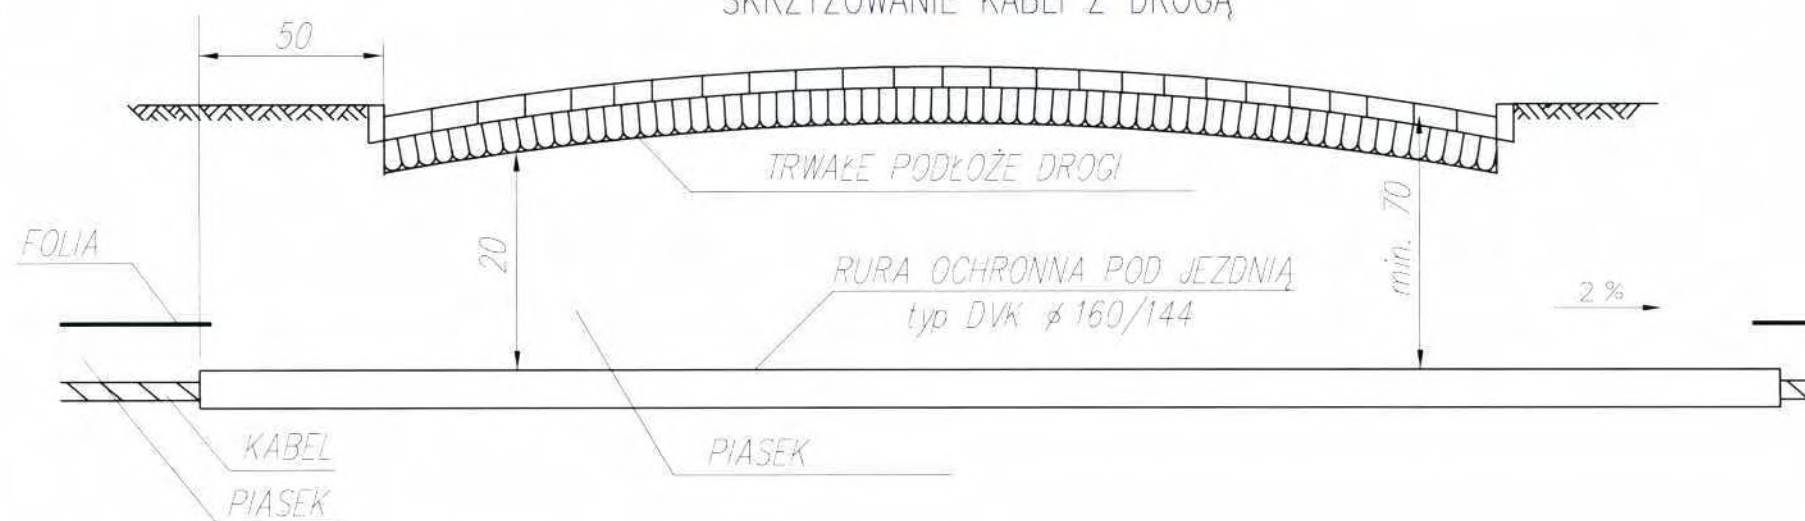 SKRZYŻOWANIE KABLI Z DROGĄ
50
TRWAŁE PODŁOŻE DROGI
FOLIA
20
min. 70
RURA OCHRONNA POD JEZDNIĄ
typ DVK ø 160/144
2 %
KABEL
PIASEK
PIASEK